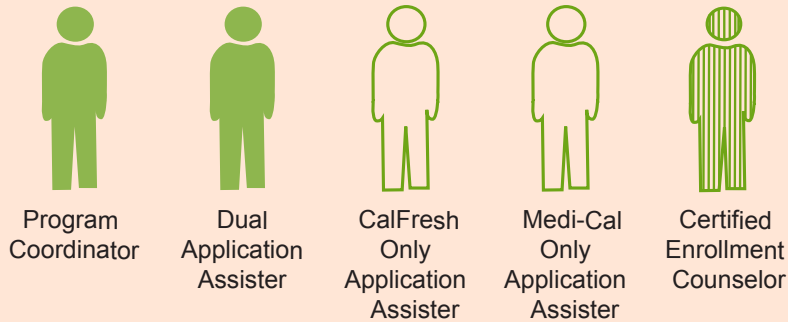 Program
Coordinator
Dual
Application
Assister
CalFresh
Only
Application
Assister
Medi-Cal
Only
Application
Assister
Certified
Enrollment
Counselor